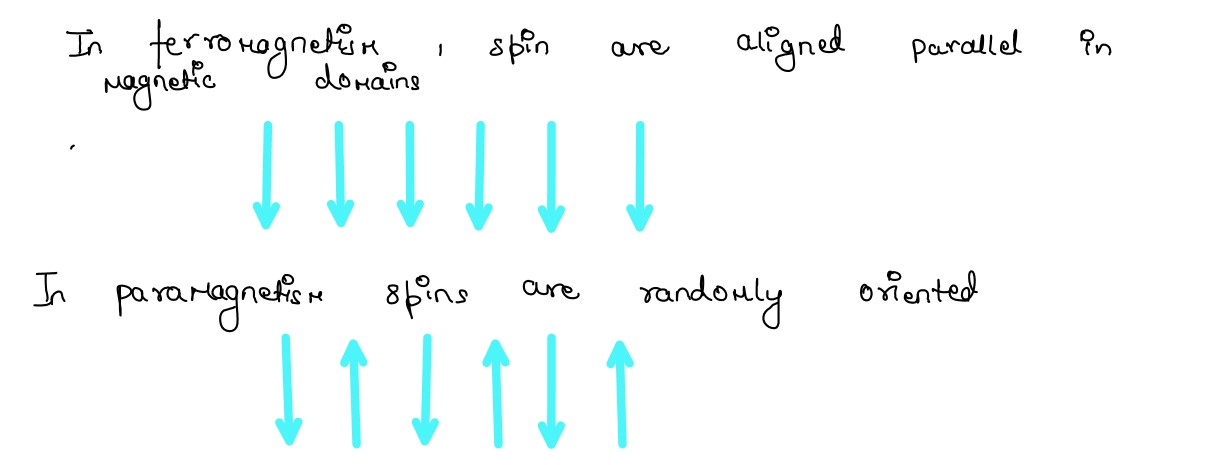 In ferromagnetism , spin are aligned parallel in
magnetic domains
In paramagnetism spins are randomly oriented